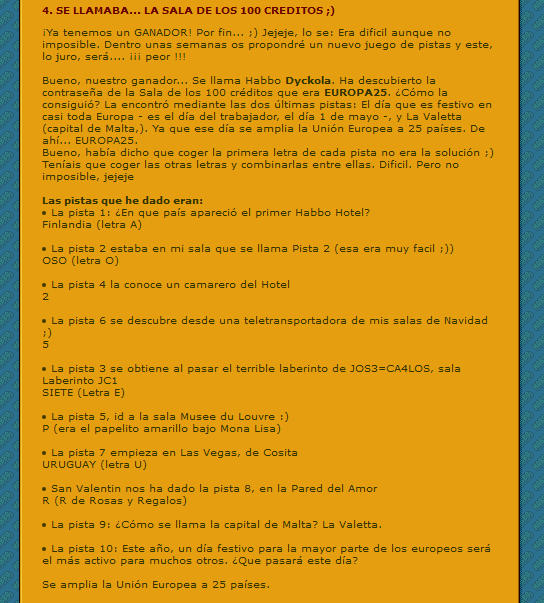 4. SE LLAMABA... LA SALA DE LOS 100 CREDITOS ;)
¡Ya tenemos un GANADOR! Por fin... ;) Jejeje, lo se: Era dificil aunque no
imposible. Dentro unas semanas os propondré un nuevo juego de pistas y este,
lo juro, será.... ¡¡¡ peor !!!
Bueno, nuestro ganador... Se llama Habbo Dyckola. Ha descubierto la
contraseña de la Sala de los 100 créditos que era EUROPA25. ¿Cómo la
consiguió? La encontró mediante las dos últimas pistas: El día que es festivo en
casi toda Europa - es el día del trabajador, el día 1 de mayo -, y La Valetta
(capital de Malta,). Ya que ese día se amplia la Unión Europea a 25 países. De
ahí... EUROPA25.
Bueno, había dicho que coger la primera letra de cada pista no era la solución ;)
Teníais que coger las otras letras y combinarlas entre ellas. Dificil. Pero no
imposible, jejeje
Las pistas que he dado eran:
• La pista 1: ¿En que país apareció el primer Habbo Hotel?
Finlandia (letra A)
• La pista 2 estaba en mi sala que se llama Pista 2 (esa era muy facil ;))
OSO (letra O)
• La pista 4 la conoce un camarero del Hotel
2
• La pista 6 se descubre desde una teletransportadora de mis salas de Navidad
;)
5
• La pista 3 se obtiene al pasar el terrible laberinto de JOS3=CA4LOS, sala
Laberinto JC1
SIETE (Letra E)
• La pista 5, id a la sala Musee du Louvre :)
P (era el papelito amarillo bajo Mona Lisa)
• La pista 7 empieza en Las Vegas, de Cosita
URUGUAY (letra U)
• San Valentin nos ha dado la pista 8, en la Pared del Amor
R (R de Rosas y Regalos)
• La pista 9: ¿Cómo se llama la capital de Malta? La Valetta.
• La pista 10: Este año, un día festivo para la mayor parte de los europeos será
el más activo para muchos otros. ¿Que pasará este día?
Se amplia la Unión Europea a 25 países.